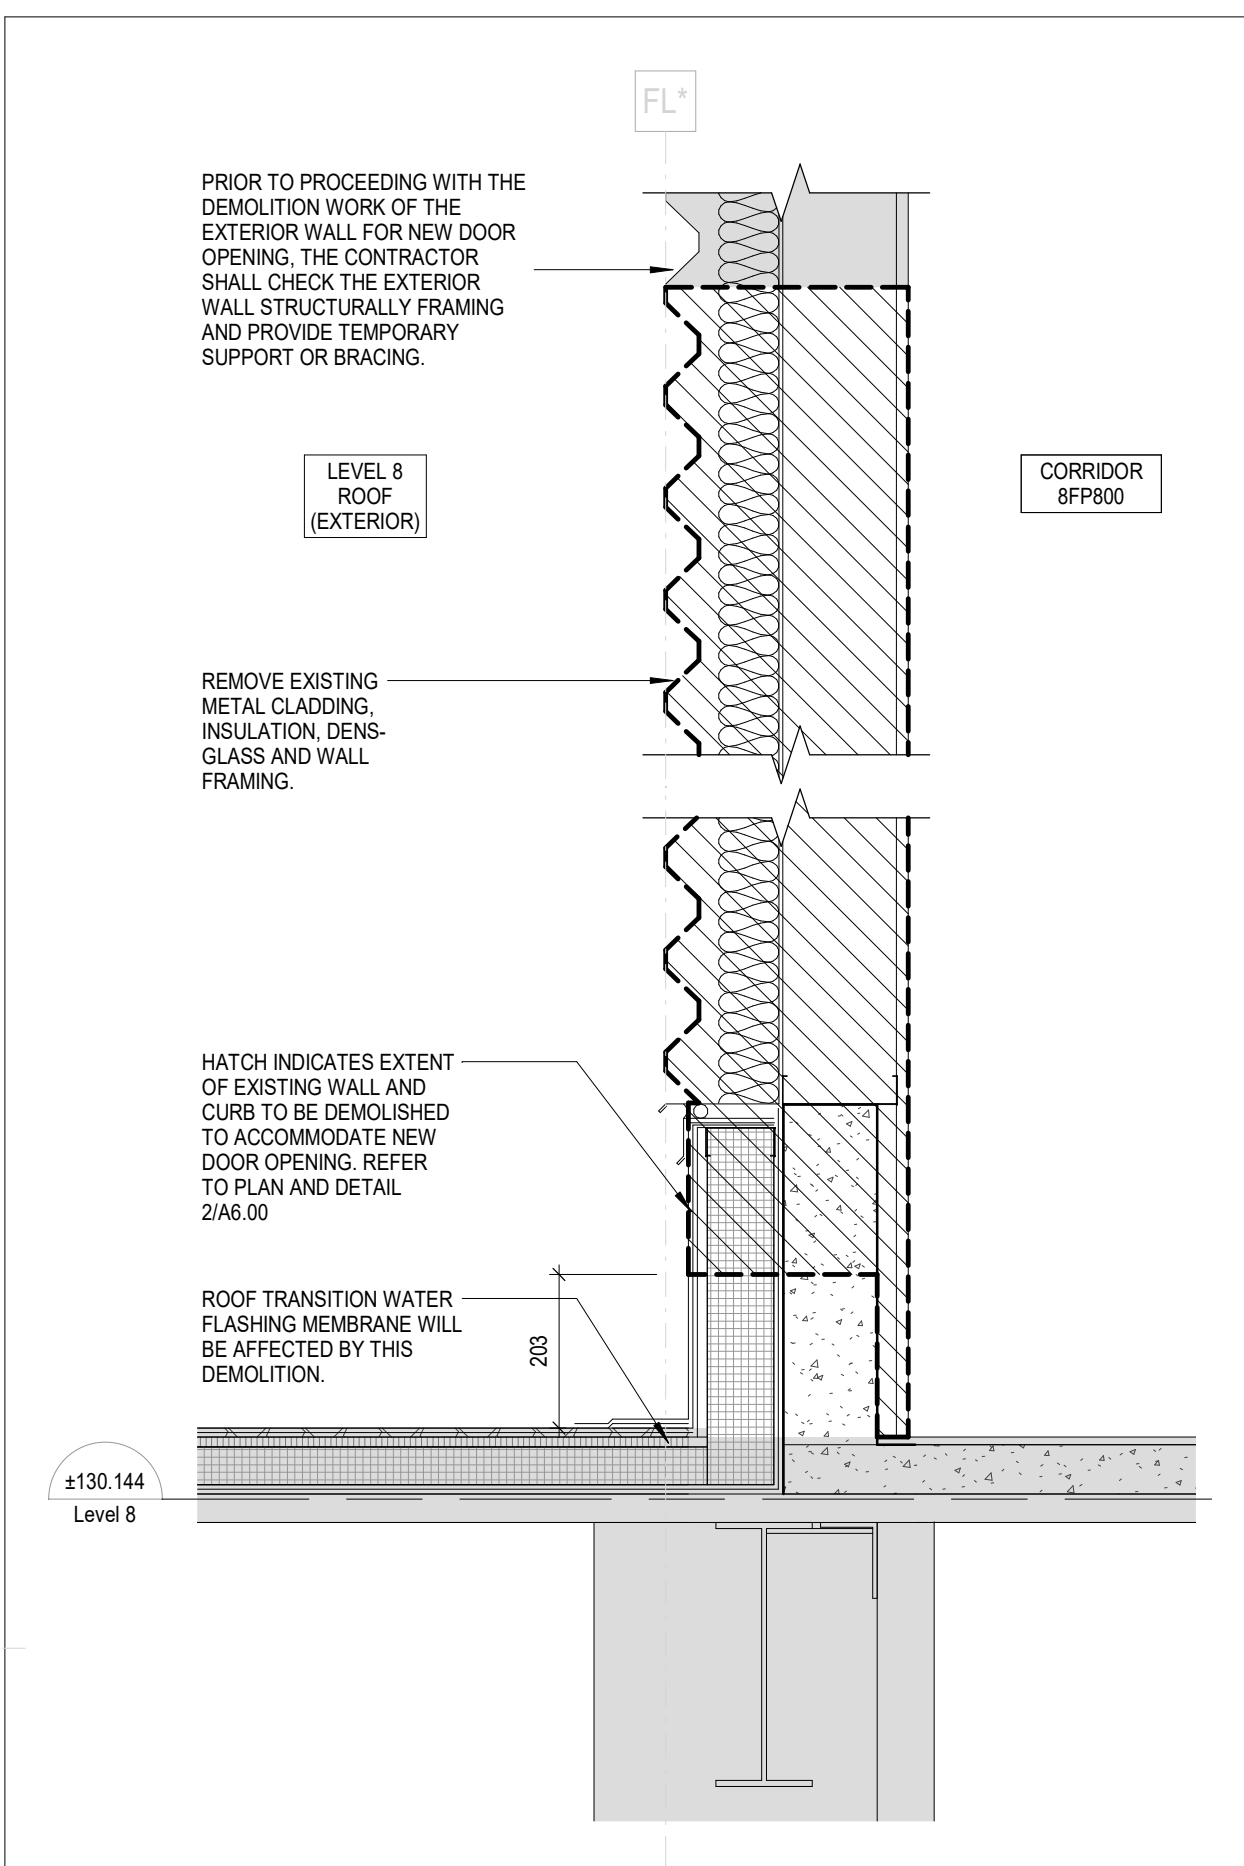 FL*
PRIOR TO PROCEEDING WITH THE
DEMOLITION WORK OF THE
EXTERIOR WALL FOR NEW DOOR
OPENING, THE CONTRACTOR
SHALL CHECK THE EXTERIOR
WALL STRUCTURALLY FRAMING
AND PROVIDE TEMPORARY
SUPPORT OR BRACING.
LEVEL 8
ROOF
(EXTERIOR)
CORRIDOR
8FP800
REMOVE EXISTING
METAL CLADDING,
INSULATION, DENS-
GLASS AND WALL
FRAMING.
HATCH INDICATES EXTENT
OF EXISTING WALL AND
CURB TO BE DEMOLISHED
TO ACCOMMODATE NEW
DOOR OPENING. REFER
TO PLAN AND DETAIL
2/A6.00
ROOF TRANSITION WATER
FLASHING MEMBRANE WILL
BE AFFECTED BY THIS
DEMOLITION.
203
±130.144
Level 8